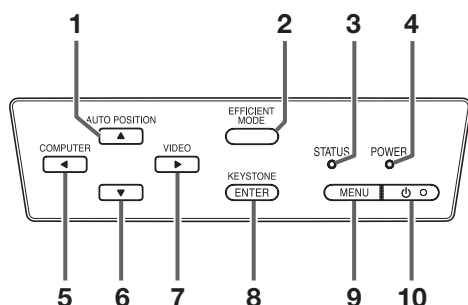 1 2 3 4
AUTO POSITION
EFFICIENT
MODE
COMPUTER VIDEO STATUS POWER
KEYSTONE
ENTER MENU
5 6 7 8 9 10